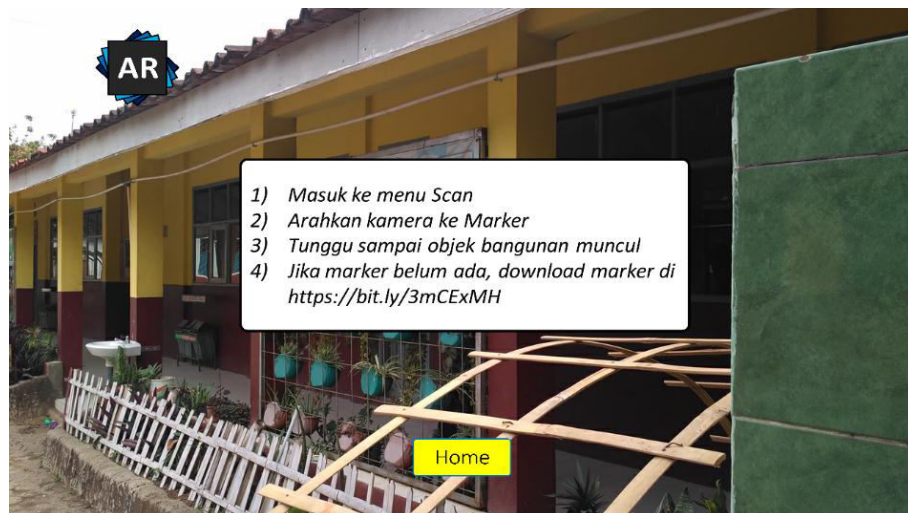 AR
1) Masuk ke menu Scan
2) Arahkan kamera ke Marker
3) Tunggu sampai objek bangunan muncul
4) Jika marker belum ada, download marker di
https://bit.ly/3mCExMH
Home